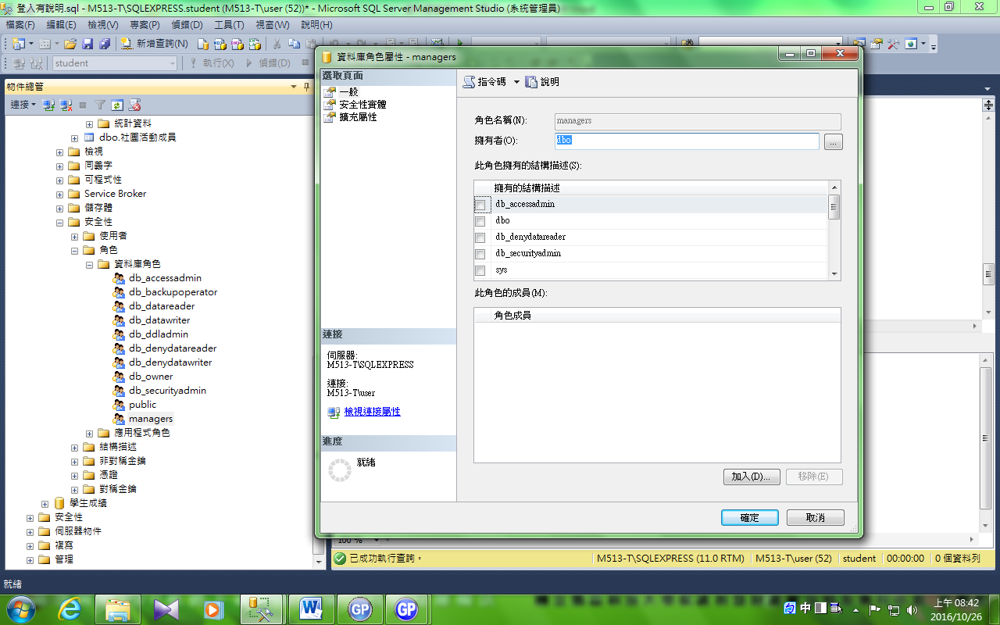 登入有說明.sql - M513-T\SQLEXPRESS.student (M513-T\user (52))* - Microsoft SQL Server Management Studio (系統管理員)
檔案(F) 編輯(E) 檢視(V) 專案(P) 偵錯(D) 工具(T) 視窗(W) 說明(H)
新增查詢(N)
student 執行(X) 偵錯(D)
物件總管
連接
統計資料
dbo.社團活動成員
檢視
同義字
可程式性
Service Broker
儲存體
安全性
使用者
角色
資料庫角色
db_accessadmin
db_backupoperator
db_datareader
db_datawriter
db_ddladmin
db_denydatareader
db_denydatawriter
db_owner
db_securityadmin
public
managers
應用程式角色
結構描述
非對稱金鑰
憑證
對稱金鑰
學生成績
安全性
伺服器物件
複寫
管理
資料庫角色屬性 - managers
選取頁面
一般
安全性實體
擴充屬性
連接
伺服器:
M513-T\SQLEXPRESS
連接:
M513-T\user
檢視連接屬性
進度
就緒
指令碼 說明
角色名稱(N): managers
擁有者(O): dbo ...
此角色擁有的結構描述(S):
擁有的結構描述
db_accessadmin
dbo
db_denydatareader
db_securityadmin
sys
此角色的成員(M):
角色成員
加入(D)... 移除(E)
確定 取消
100 %
已成功執行查詢。 M513-T\SQLEXPRESS (11.0 RTM) M513-T\user (52) student 00:00:00 0 個資料列
就緒
中
上午 08:42
2016/10/26